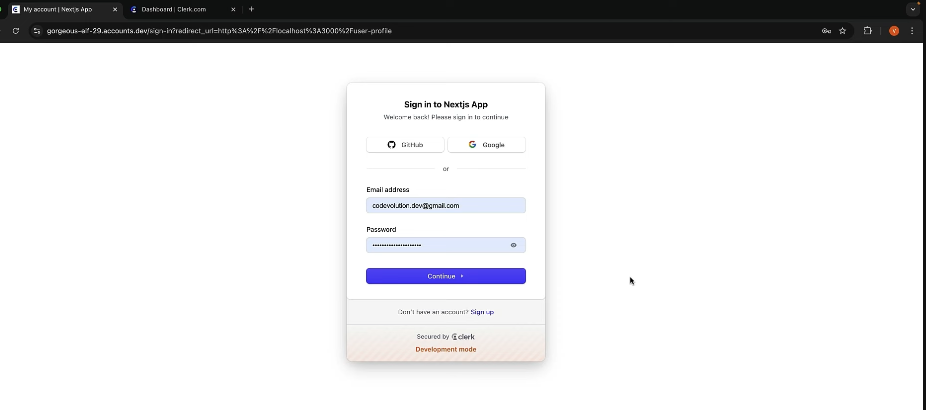 My account | Nextjs App
Dashboard | Clerk.com
gorgeous-elf-29.accounts.dev/sign-in?redirect_url=http%3A%2F%2Flocalhost%3A3000%2Fuser-profile
V
Sign in to Nextjs App
Welcome back! Please sign in to continue
GitHub
Google
or
Email address
codevolution.dev@gmail.com
Password
Continue
Don't have an account? Sign up
Secured by clerk
Development mode